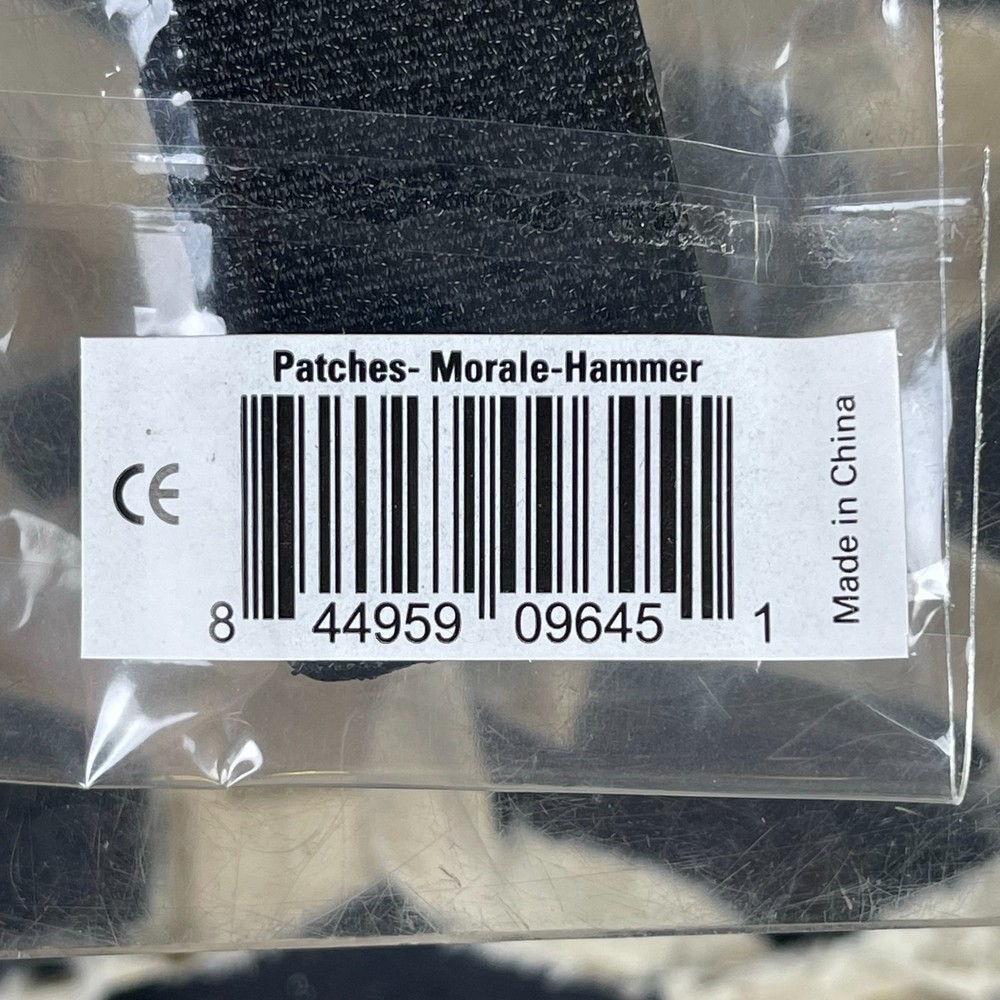 Patches- Morale-Hammer
CE
8 44959 09645 1
Made in China